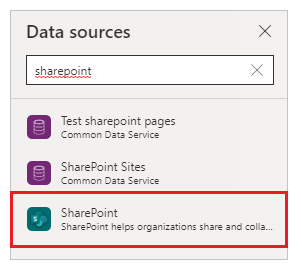 Data sources
sharepoint
Test sharepoint pages
Common Data Service
SharePoint Sites
Common Data Service
SharePoint
SharePoint helps organizations share and colla...